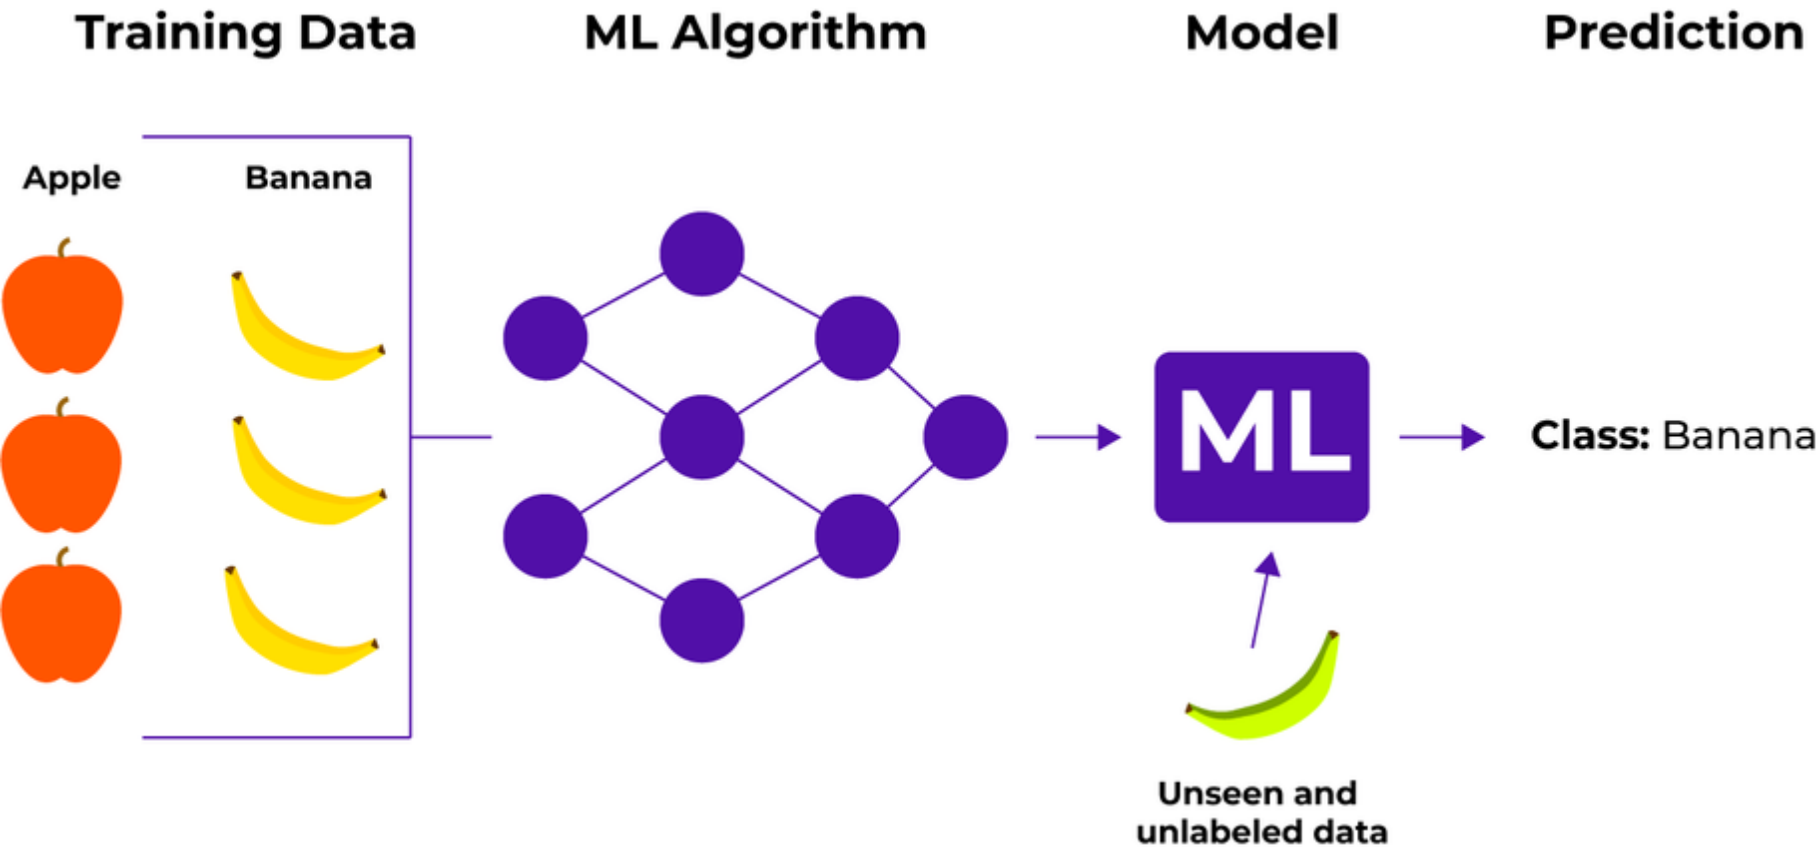 Training Data
ML Algorithm
Model
Prediction
Apple
Banana
ML
Class: Banana
Unseen and
unlabeled data